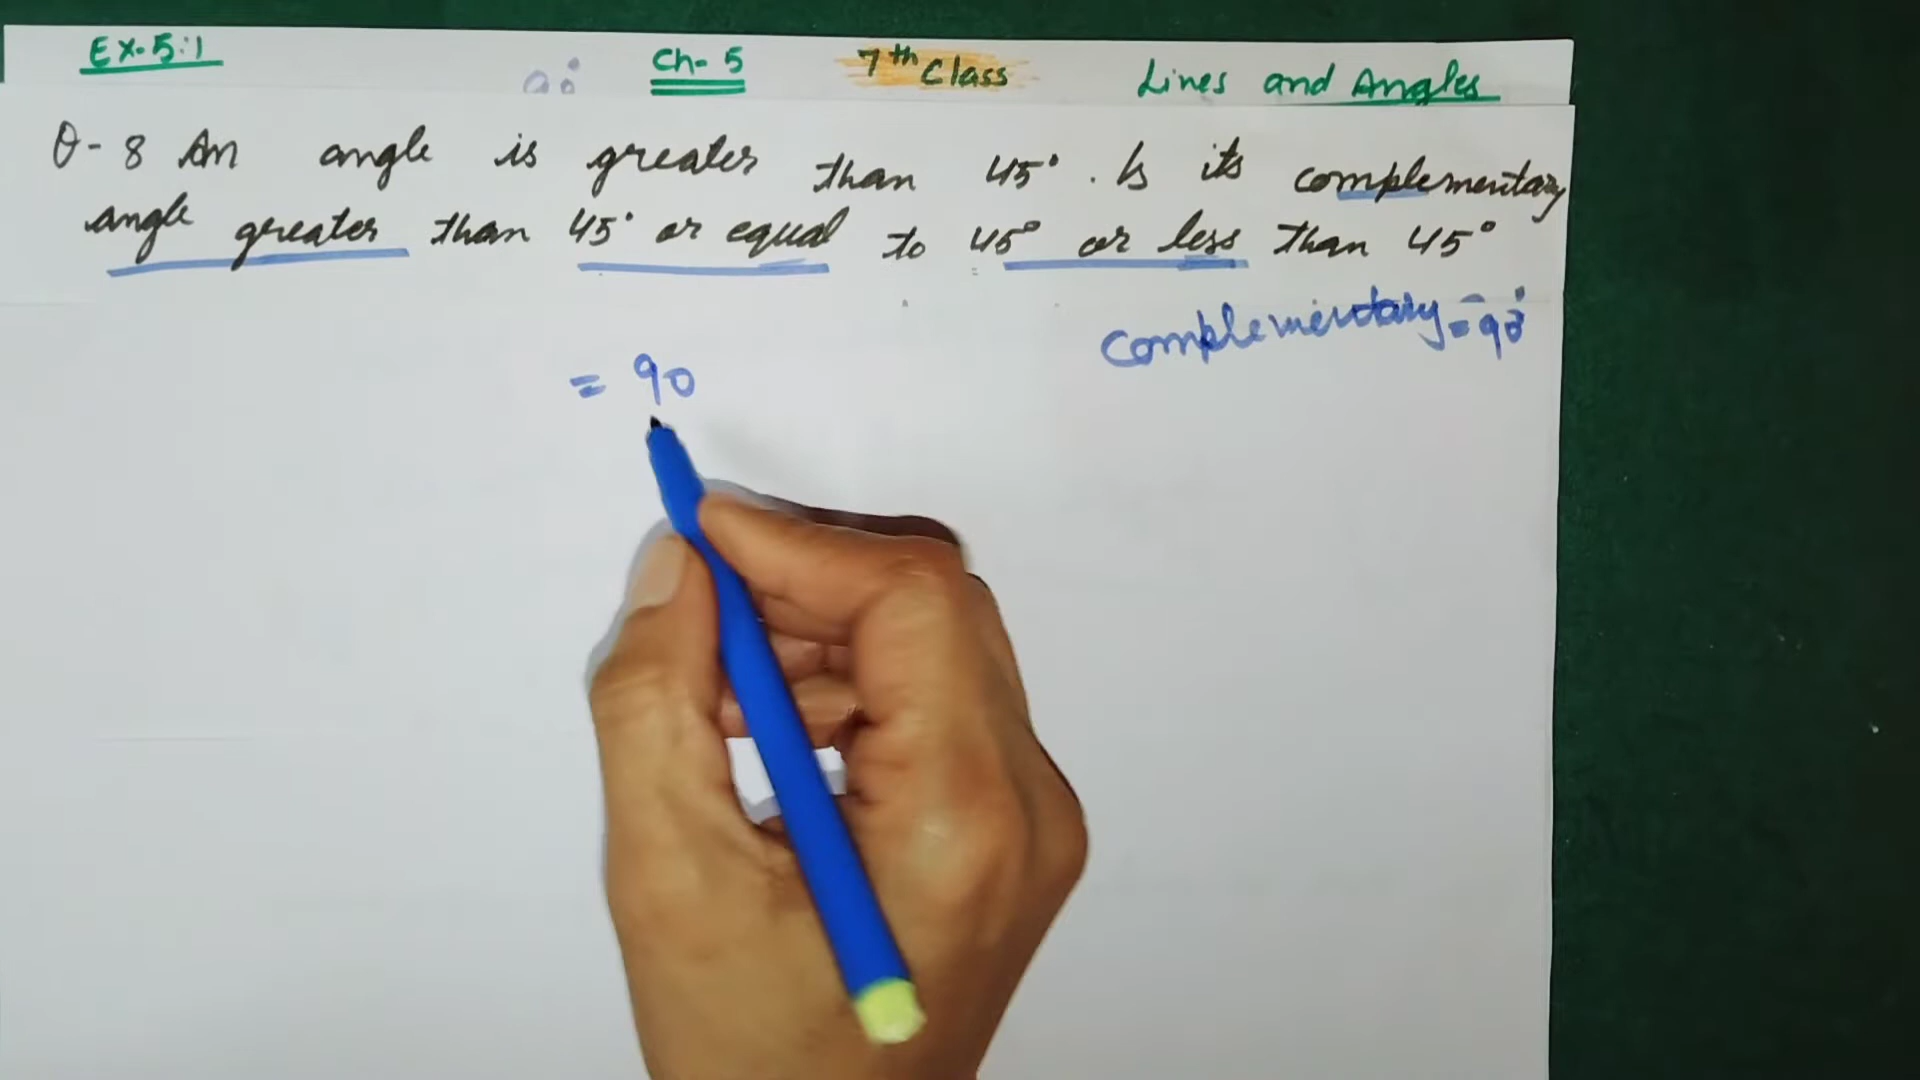 Ex-5:1 90° Ch-5 7th Class Lines and Angles
Q-8 An angle is greater than 45°. Is its complementary
angle greater than 45° or equal to 45° or less than 45°
Complementary = 90°
= 90